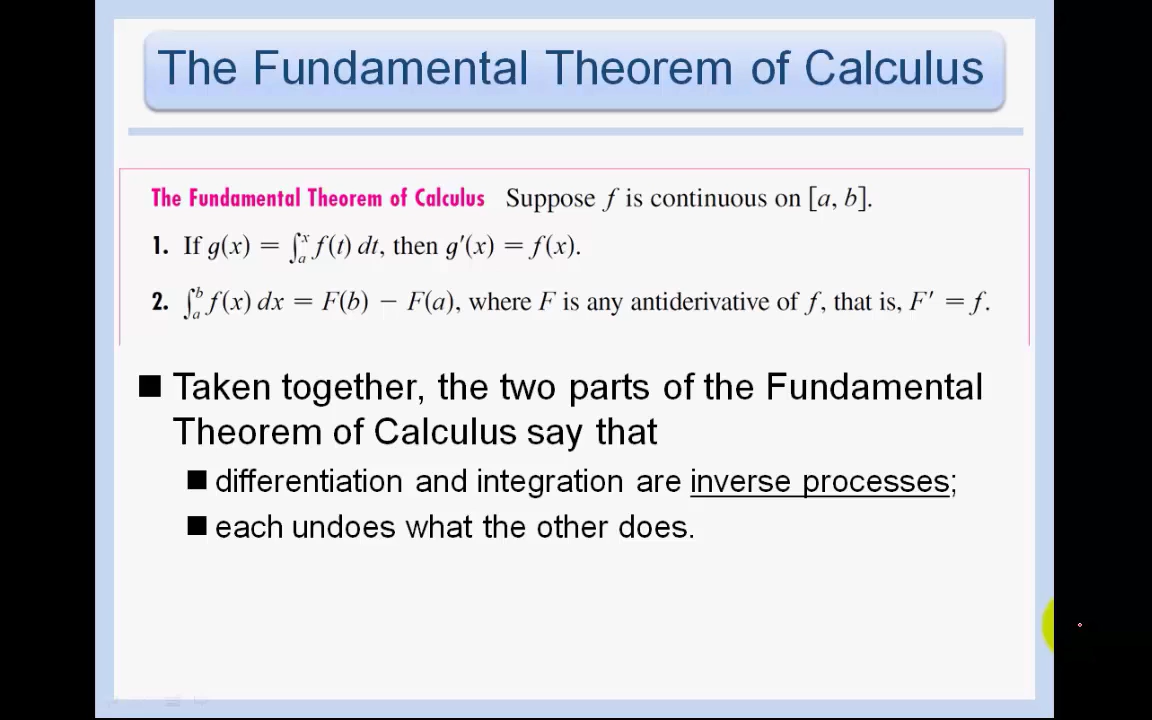 The Fundamental Theorem of Calculus
The Fundamental Theorem of Calculus Suppose f is continuous on [a, b].
1. If g(x) = ∫ₐˣ f(t) dt, then g′(x) = f(x).
2. ∫ₐᵇ f(x) dx = F(b) − F(a), where F is any antiderivative of f, that is, F′ = f.
■ Taken together, the two parts of the Fundamental
Theorem of Calculus say that
■ differentiation and integration are inverse processes;
■ each undoes what the other does.